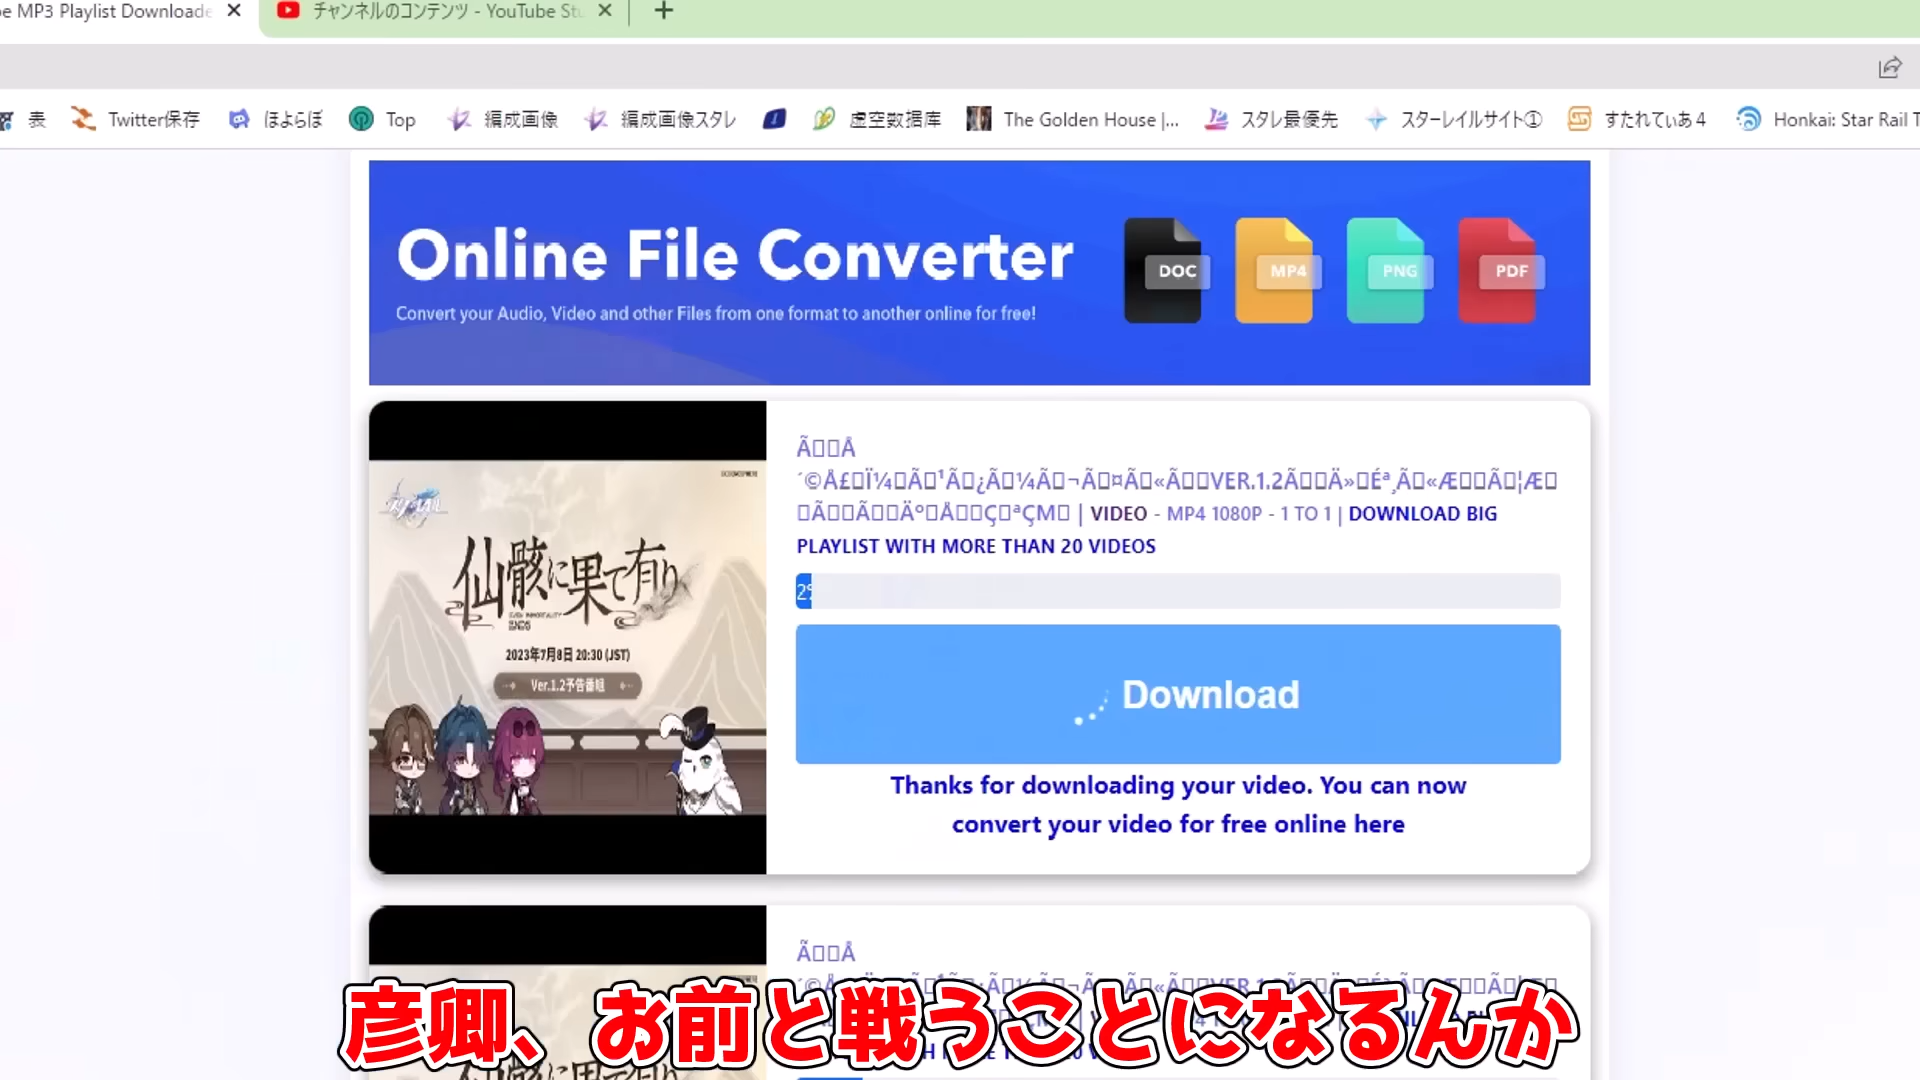 be MP3 Playlist Downloade
チャンネルのコンテンツ - YouTube Stu
表
Twitter保存
ほよらぼ
Top
編成画像
編成画像スタレ
虚空数据库
The Golden House |...
スタレ最優先
スターレイルサイト①
すたれてぃあ 4
Honkai: Star Rail T
Online File Converter
Convert your Audio, Video and other Files from one format to another online for free!
DOC
MP4
PNG
PDF
VIDEO - MP4 1080P - 1 TO 1 | DOWNLOAD BIG
PLAYLIST WITH MORE THAN 20 VIDEOS
2%
Download
Thanks for downloading your video. You can now
convert your video for free online here
仙骸に果て有り
2023年7月8日 20:30 (JST)
Ver.1.2予告番組
彦卿、お前と戦うことになるんか